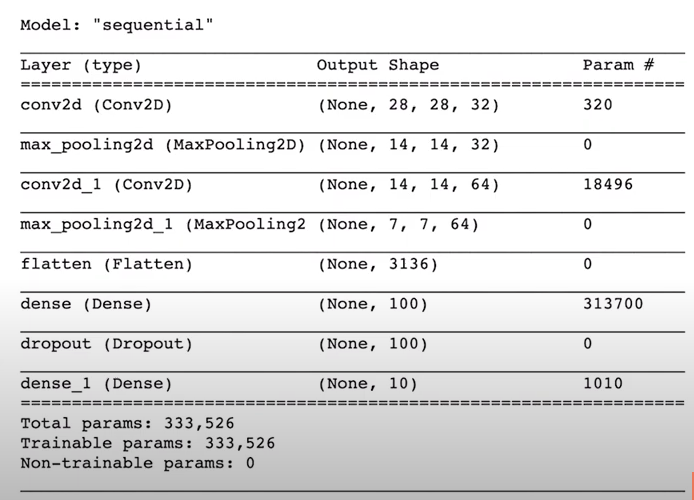 Model: "sequential"
Layer (type) Output Shape Param #
conv2d (Conv2D) (None, 28, 28, 32) 320
max_pooling2d (MaxPooling2D) (None, 14, 14, 32) 0
conv2d_1 (Conv2D) (None, 14, 14, 64) 18496
max_pooling2d_1 (MaxPooling2 (None, 7, 7, 64) 0
flatten (Flatten) (None, 3136) 0
dense (Dense) (None, 100) 313700
dropout (Dropout) (None, 100) 0
dense_1 (Dense) (None, 10) 1010
Total params: 333,526
Trainable params: 333,526
Non-trainable params: 0